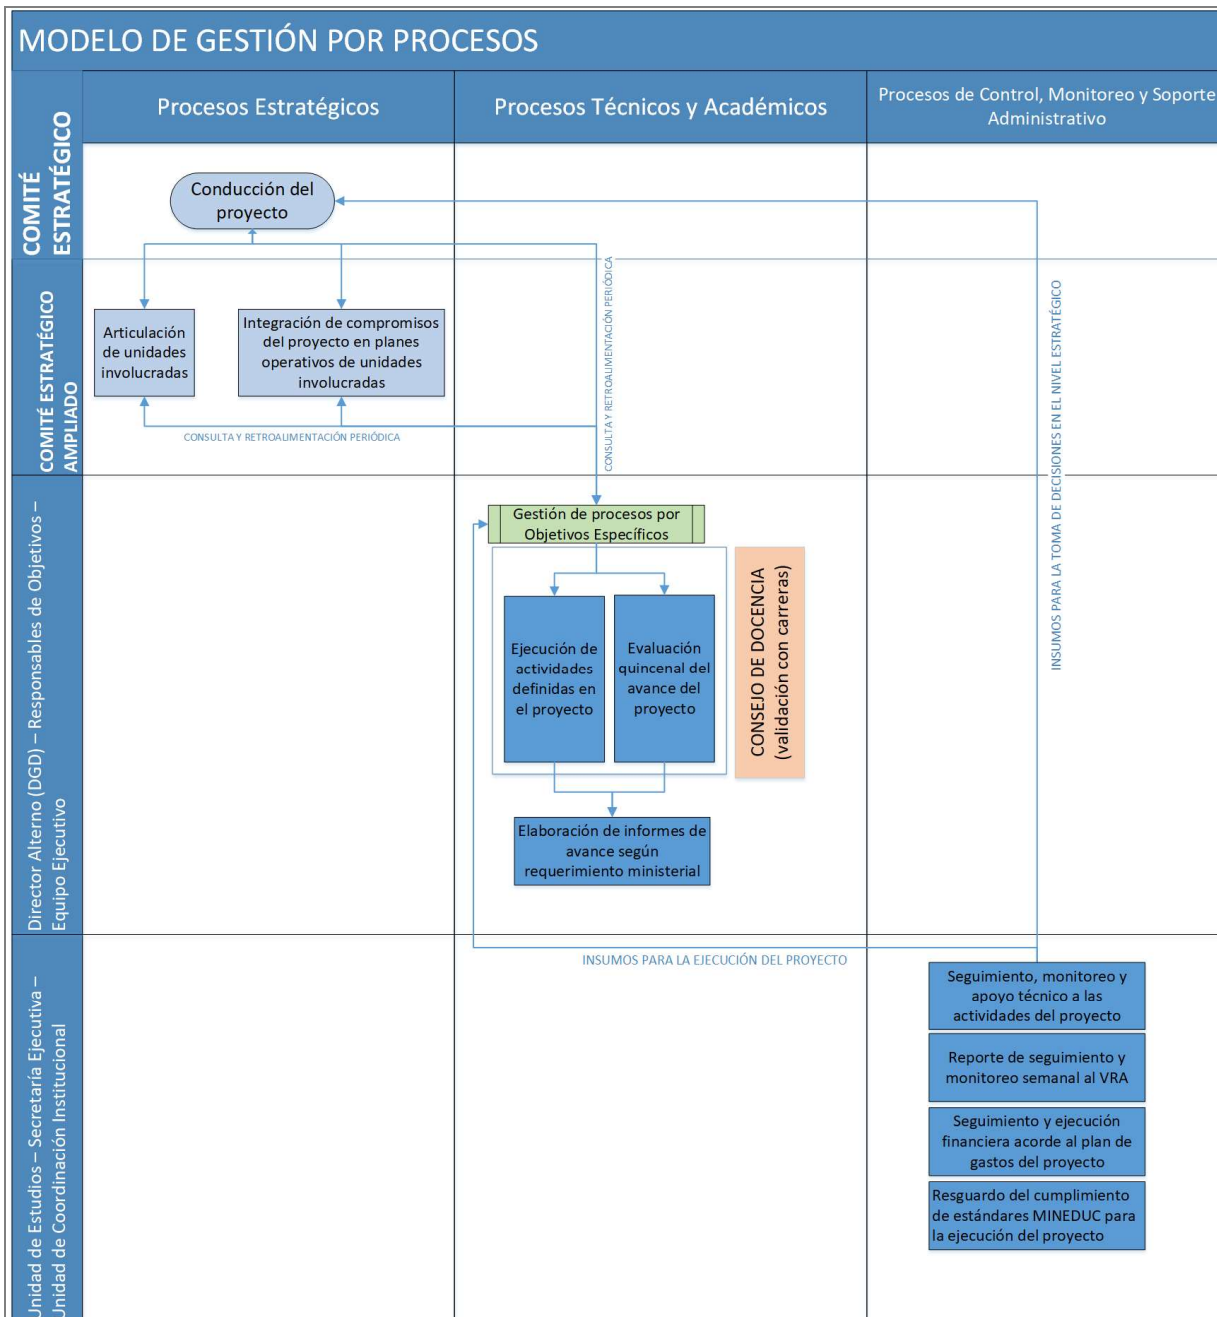 MODELO DE GESTIÓN POR PROCESOS
Procesos Estratégicos
Procesos Técnicos y Académicos
Procesos de Control, Monitoreo y Soporte
Administrativo
COMITÉ
ESTRATÉGICO
Conducción del
proyecto
COMITÉ ESTRATÉGICO
AMPLIADO
Articulación
de unidades
involucradas
Integración de compromisos
del proyecto en planes
operativos de unidades
involucradas
CONSULTA Y RETROALIMENTACIÓN PERIÓDICA
CONSULTA Y RETROALIMENTACIÓN PERIÓDICA
INSUMOS PARA LA TOMA DE DECISIONES EN EL NIVEL ESTRATÉGICO
Director Alterno (DGD) – Responsables de Objetivos –
Equipo Ejecutivo
Gestión de procesos por
Objetivos Específicos
Ejecución de
actividades
definidas en
el proyecto
Evaluación
quincenal del
avance del
proyecto
CONSEJO DE DOCENCIA
(validación con carreras)
Elaboración de informes de
avance según
requerimiento ministerial
Unidad de Estudios – Secretaría Ejecutiva –
Unidad de Coordinación Institucional
INSUMOS PARA LA EJECUCIÓN DEL PROYECTO
Seguimiento, monitoreo y
apoyo técnico a las
actividades del proyecto
Reporte de seguimiento y
monitoreo semanal al VRA
Seguimiento y ejecución
financiera acorde al plan de
gastos del proyecto
Resguardo del cumplimiento
de estándares MINEDUC para
la ejecución del proyecto